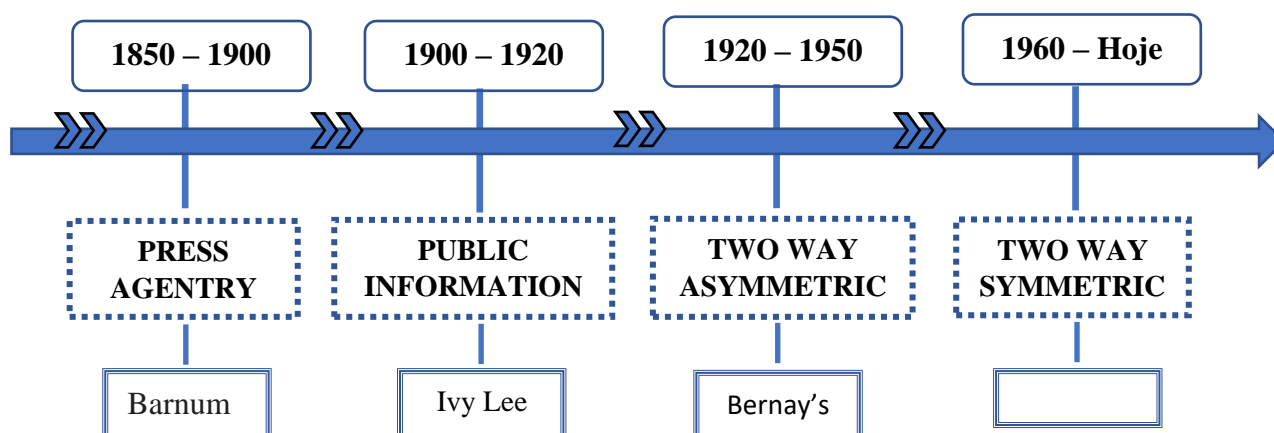 1850 – 1900
1900 – 1920
1920 – 1950
1960 – Hoje
PRESS
AGENTRY
PUBLIC
INFORMATION
TWO WAY
ASYMMETRIC
TWO WAY
SYMMETRIC
Barnum
Ivy Lee
Bernay’s